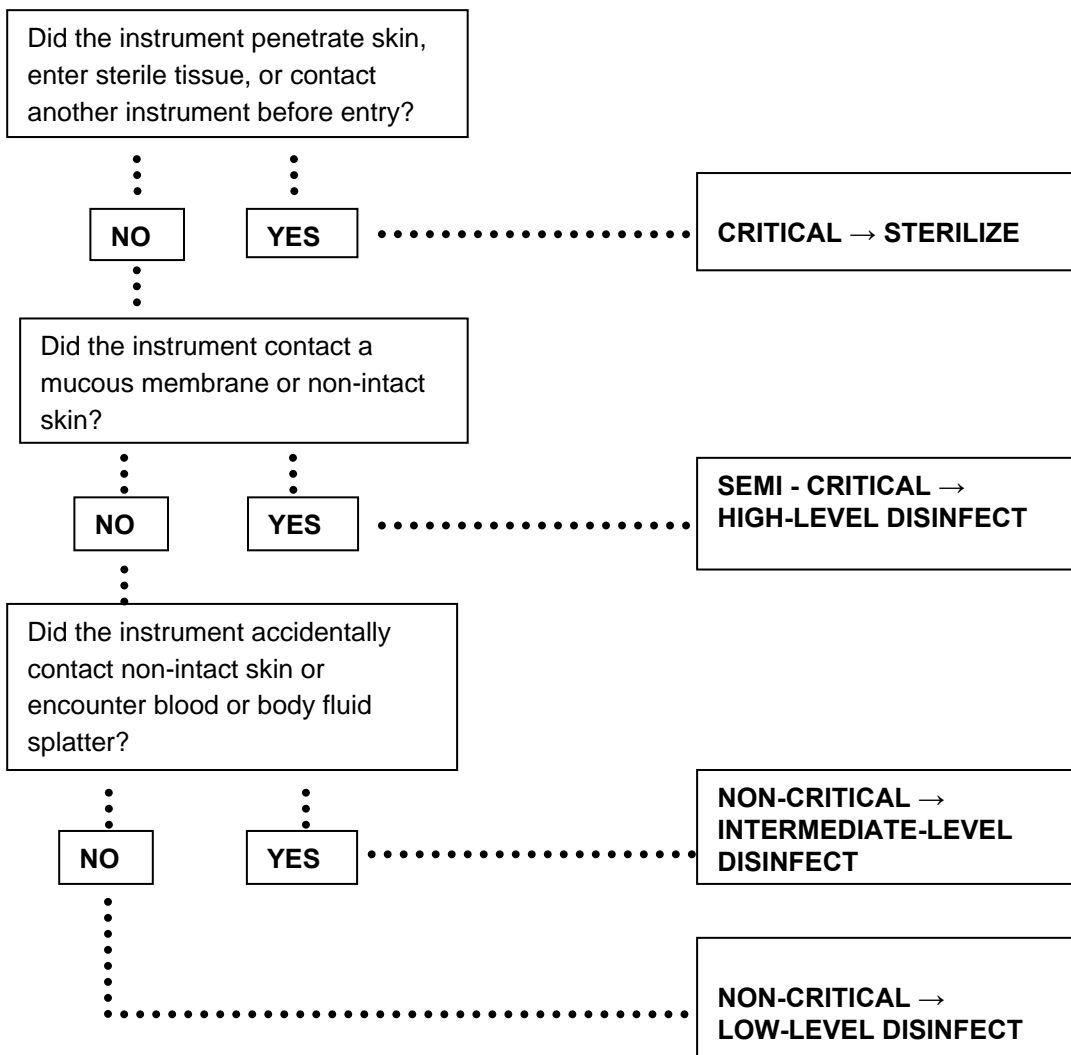 Did the instrument penetrate skin,
enter sterile tissue, or contact
another instrument before entry?
NO
YES
CRITICAL → STERILIZE
Did the instrument contact a
mucous membrane or non-intact
skin?
NO
YES
SEMI - CRITICAL →
HIGH-LEVEL DISINFECT
Did the instrument accidentally
contact non-intact skin or
encounter blood or body fluid
splatter?
NO
YES
NON-CRITICAL →
INTERMEDIATE-LEVEL
DISINFECT
NON-CRITICAL →
LOW-LEVEL DISINFECT